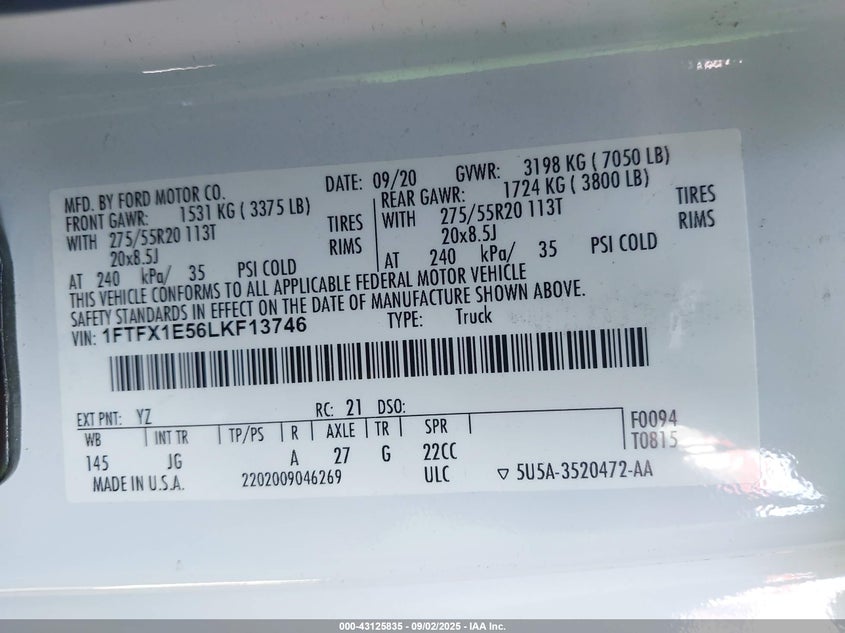 MFD. BY FORD MOTOR CO. DATE: 09/20 GVWR: 3198 KG ( 7050 LB)
FRONT GAWR: 1531 KG ( 3375 LB) REAR GAWR: 1724 KG ( 3800 LB)
WITH 275/55R20 113T TIRES WITH 275/55R20 113T TIRES
20x8.5J RIMS 20x8.5J RIMS
AT 240 kPa/ 35 PSI COLD AT 240 kPa/ 35 PSI COLD
THIS VEHICLE CONFORMS TO ALL APPLICABLE FEDERAL MOTOR VEHICLE
SAFETY STANDARDS IN EFFECT ON THE DATE OF MANUFACTURE SHOWN ABOVE.
VIN: 1FTFX1E56LKF13746 TYPE: Truck
EXT PNT: YZ RC: 21 DSO:
WB INT TR TP/PS R AXLE TR SPR F0094
145 JG A 27 G 22CC T0815
MADE IN U.S.A. 2202009046269 ULC ▽ 5U5A-3520472-AA
000-43125835 - 09/02/2025 - IAA Inc.